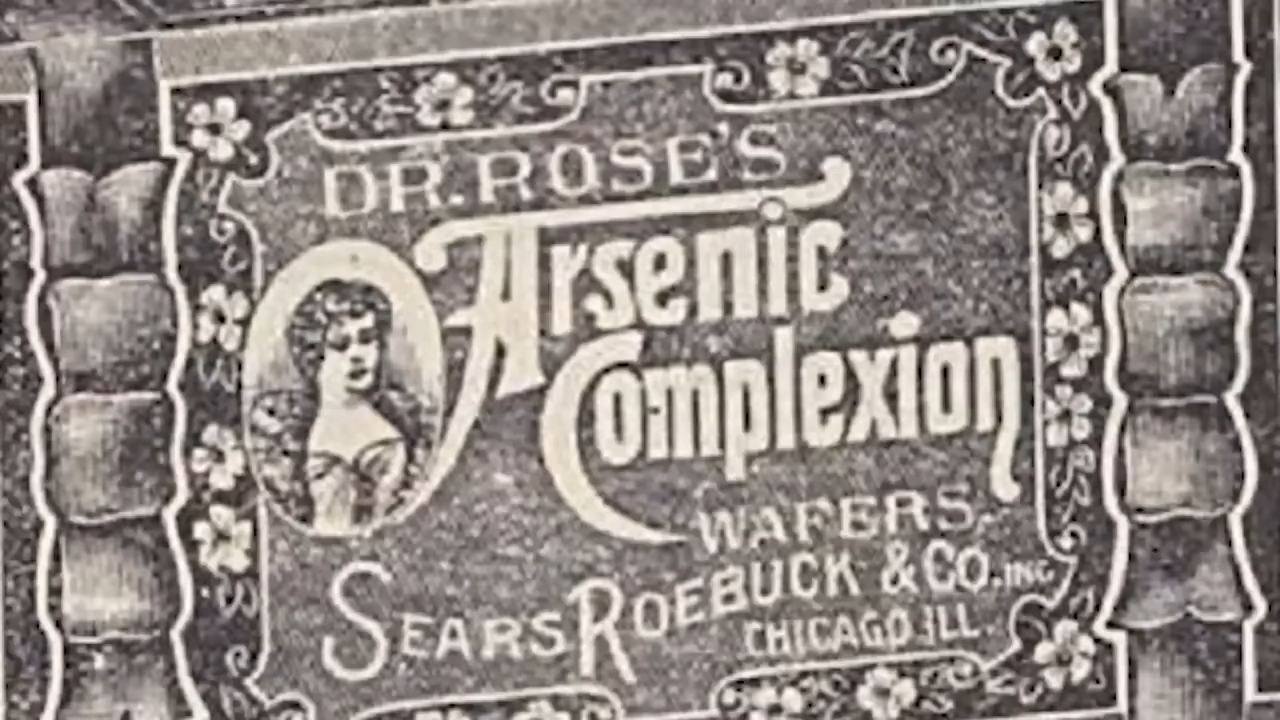 DR. ROSE'S
Arsenic
Complexion
WAFERS.
SEARS ROEBUCK & CO. INC
CHICAGO. ILL.